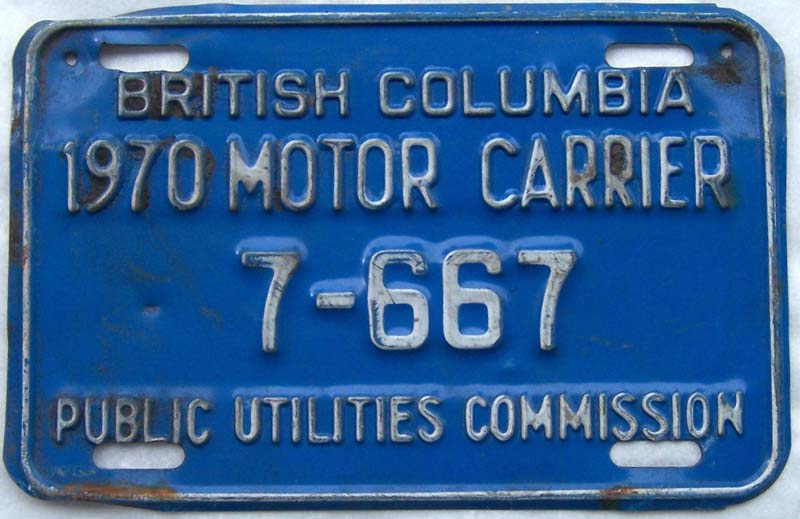 BRITISH COLUMBIA
1970 MOTOR CARRIER
7-667
PUBLIC UTILITIES COMMISSION